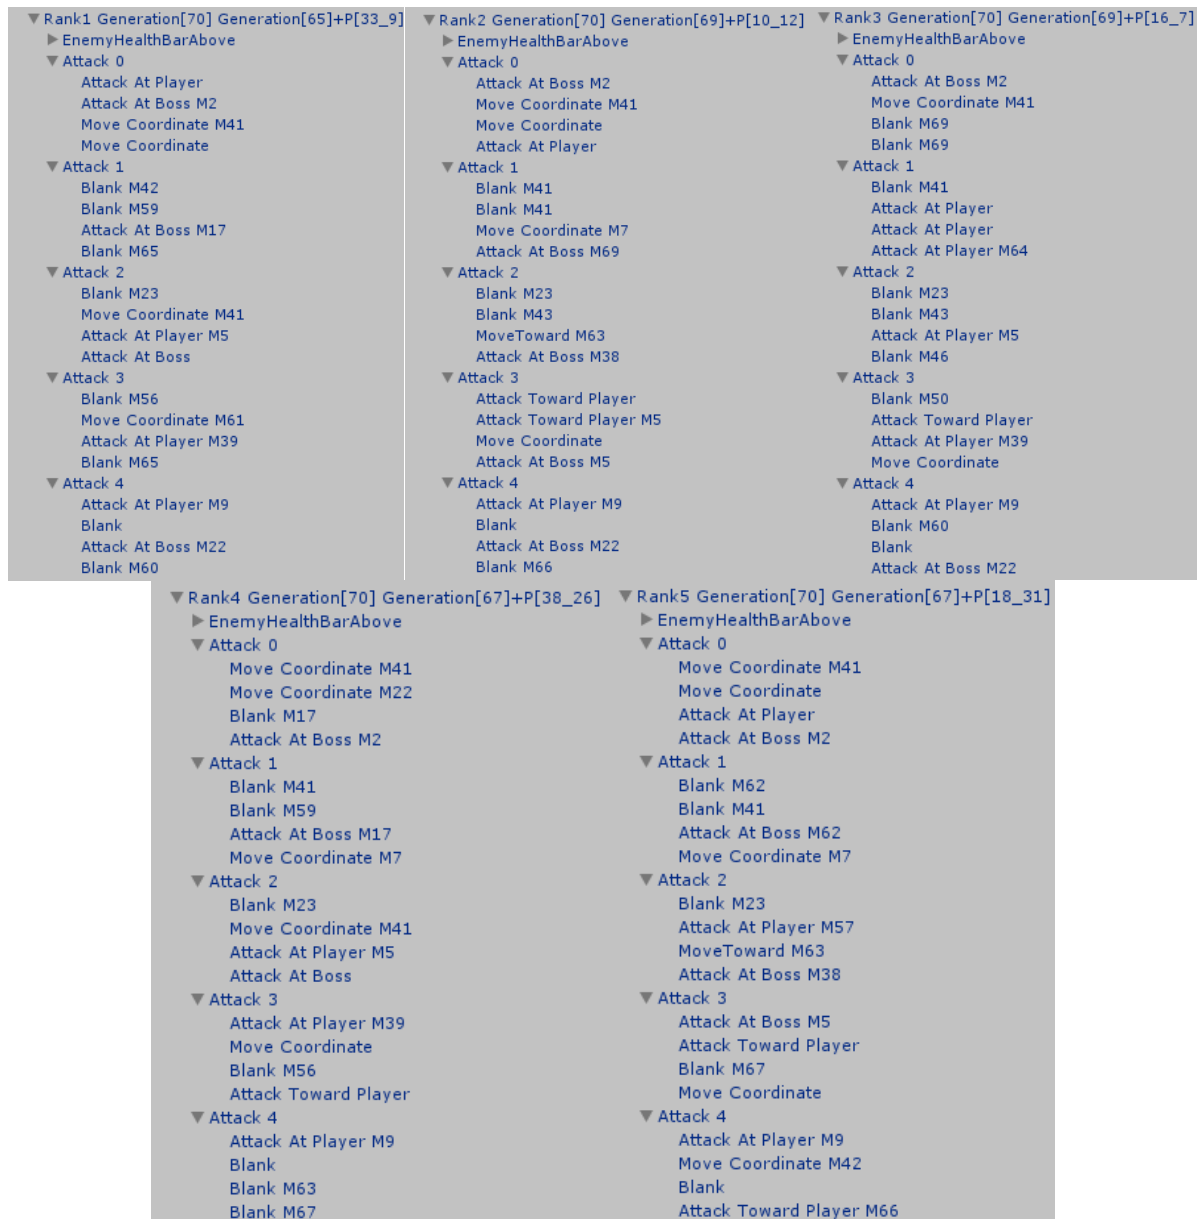 Rank1 Generation[70] Generation[65]+P[33_9]
EnemyHealthBarAbove
Attack 0
Attack At Player
Attack At Boss M2
Move Coordinate M41
Move Coordinate
Attack 1
Blank M42
Blank M59
Attack At Boss M17
Blank M65
Attack 2
Blank M23
Move Coordinate M41
Attack At Player M5
Attack At Boss
Attack 3
Blank M56
Move Coordinate M61
Attack At Player M39
Blank M65
Attack 4
Attack At Player M9
Blank
Attack At Boss M22
Blank M60
Rank2 Generation[70] Generation[69]+P[10_12]
EnemyHealthBarAbove
Attack 0
Attack At Boss M2
Move Coordinate M41
Move Coordinate
Attack At Player
Attack 1
Blank M41
Blank M41
Move Coordinate M7
Attack At Boss M69
Attack 2
Blank M23
Blank M43
MoveToward M63
Attack At Boss M38
Attack 3
Attack Toward Player
Attack Toward Player M5
Move Coordinate
Attack At Boss M5
Attack 4
Attack At Player M9
Blank
Attack At Boss M22
Blank M66
Rank3 Generation[70] Generation[69]+P[16_7]
EnemyHealthBarAbove
Attack 0
Attack At Boss M2
Move Coordinate M41
Blank M69
Blank M69
Attack 1
Blank M41
Attack At Player
Attack At Player
Attack At Player M64
Attack 2
Blank M23
Blank M43
Attack At Player M5
Blank M46
Attack 3
Blank M50
Attack Toward Player
Attack At Player M39
Move Coordinate
Attack 4
Attack At Player M9
Blank M60
Blank
Attack At Boss M22
Rank4 Generation[70] Generation[67]+P[38_26]
EnemyHealthBarAbove
Attack 0
Move Coordinate M41
Move Coordinate M22
Blank M17
Attack At Boss M2
Attack 1
Blank M41
Blank M59
Attack At Boss M17
Move Coordinate M7
Attack 2
Blank M23
Move Coordinate M41
Attack At Player M5
Attack At Boss
Attack 3
Attack At Player M39
Move Coordinate
Blank M56
Attack Toward Player
Attack 4
Attack At Player M9
Blank
Blank M63
Blank M67
Rank5 Generation[70] Generation[67]+P[18_31]
EnemyHealthBarAbove
Attack 0
Move Coordinate M41
Move Coordinate
Attack At Player
Attack At Boss M2
Attack 1
Blank M62
Blank M41
Attack At Boss M62
Move Coordinate M7
Attack 2
Blank M23
Attack At Player M57
MoveToward M63
Attack At Boss M38
Attack 3
Attack At Boss M5
Attack Toward Player
Blank M67
Move Coordinate
Attack 4
Attack At Player M9
Move Coordinate M42
Blank
Attack Toward Player M66